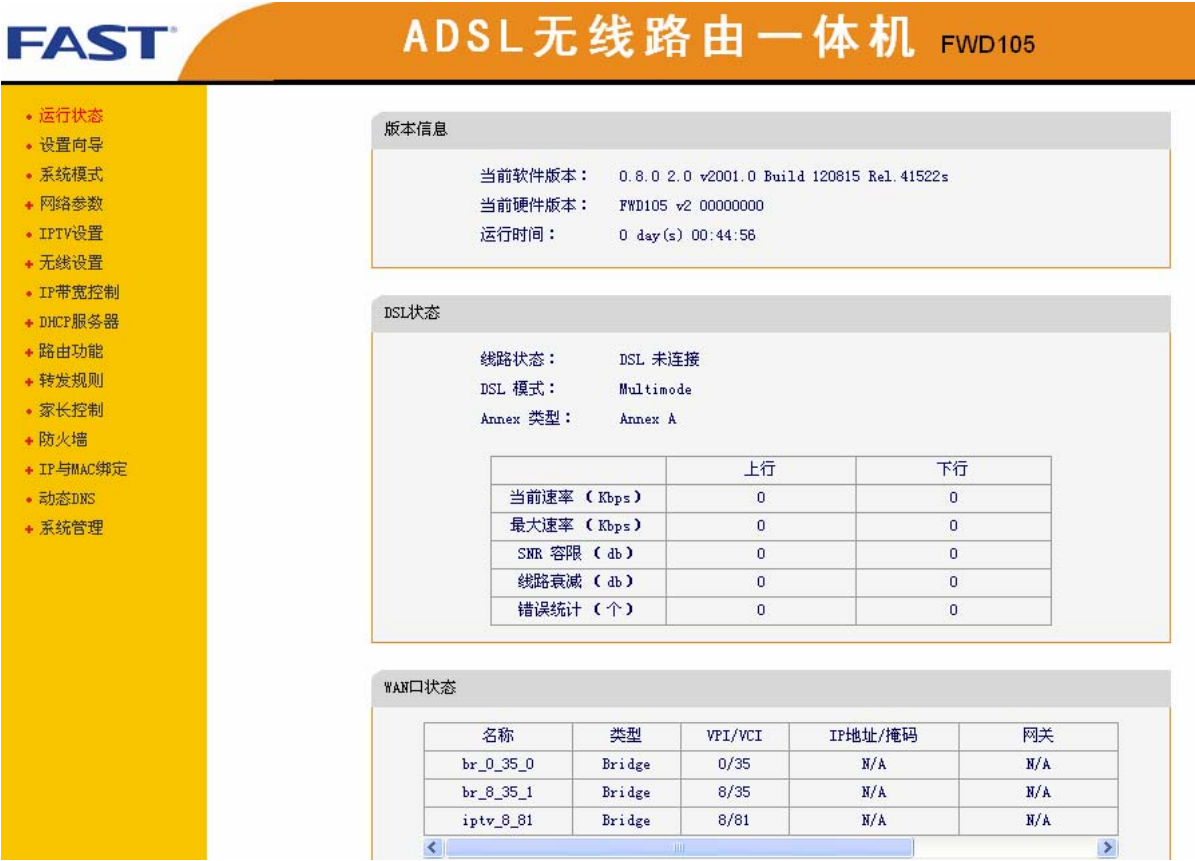 FAST
ADSL无线路由一体机 FWD105
运行状态
设置向导
系统模式
网络参数
IPTV设置
无线设置
IP带宽控制
DHCP服务器
路由功能
转发规则
家长控制
防火墙
IP与MAC绑定
动态DNS
系统管理
版本信息
当前软件版本： 0.8.0 2.0 v2001.0 Build 120815 Rel.41522s
当前硬件版本： FWD105 v2 00000000
运行时间： 0 day(s) 00:44:56
DSL状态
线路状态： DSL 未连接
DSL 模式： Multimode
Annex 类型： Annex A
上行 下行
当前速率 (Kbps) 0 0
最大速率 (Kbps) 0 0
SNR 容限 (db) 0 0
线路衰减 (db) 0 0
错误统计 (个) 0 0
WAN口状态
名称 类型 VPI/VCI IP地址/掩码 网关
br_0_35_0 Bridge 0/35 N/A N/A
br_8_35_1 Bridge 8/35 N/A N/A
iptv_8_81 Bridge 8/81 N/A N/A